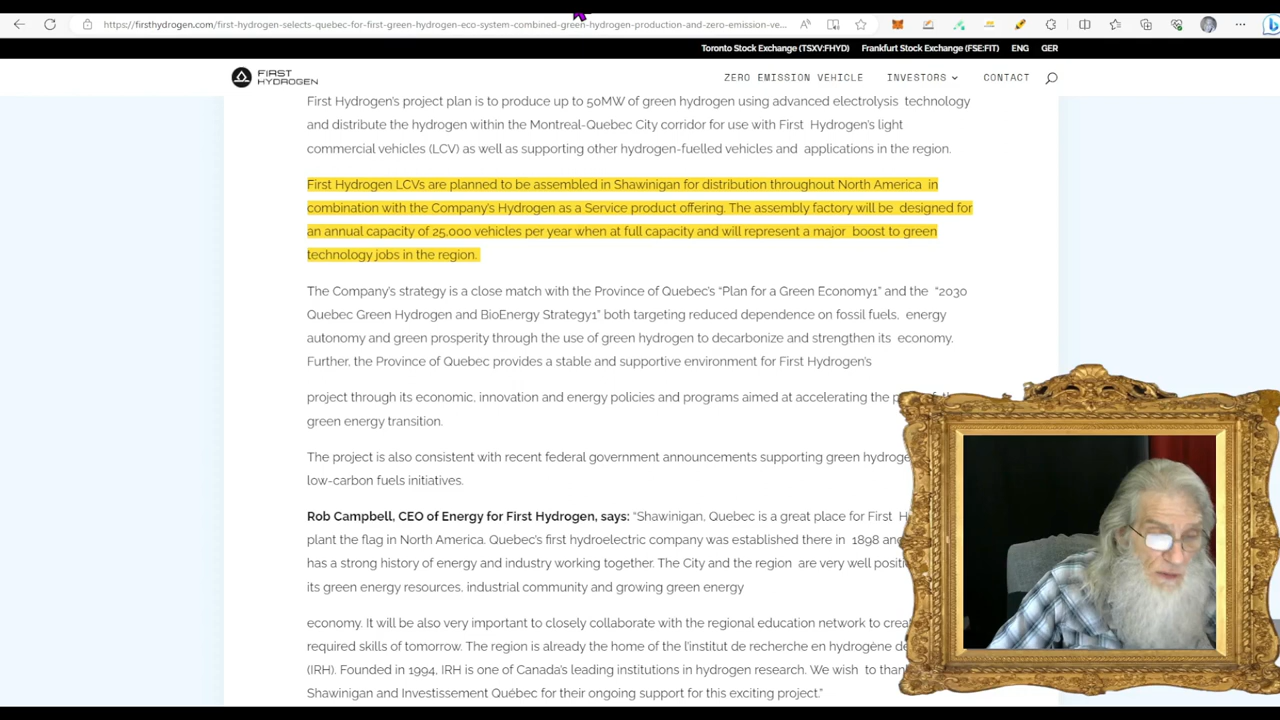 https://firsthydrogen.com/first-hydrogen-selects-quebec-for-first-green-hydrogen-eco-system-combined-green-hydrogen-production-and-zero-emission-ve...
Toronto Stock Exchange (TSXV:FHYD) Frankfurt Stock Exchange (FSE:FIT) ENG GER
FIRST HYDROGEN
ZERO EMISSION VEHICLE INVESTORS CONTACT
First Hydrogen's project plan is to produce up to 50MW of green hydrogen using advanced electrolysis technology
and distribute the hydrogen within the Montreal-Quebec City corridor for use with First Hydrogen's light
commercial vehicles (LCV) as well as supporting other hydrogen-fuelled vehicles and applications in the region.
First Hydrogen LCVs are planned to be assembled in Shawinigan for distribution throughout North America in
combination with the Company's Hydrogen as a Service product offering. The assembly factory will be designed for
an annual capacity of 25,000 vehicles per year when at full capacity and will represent a major boost to green
technology jobs in the region.
The Company's strategy is a close match with the Province of Quebec's “Plan for a Green Economy1” and the “2030
Quebec Green Hydrogen and BioEnergy Strategy1” both targeting reduced dependence on fossil fuels, energy
autonomy and green prosperity through the use of green hydrogen to decarbonize and strengthen its economy.
Further, the Province of Quebec provides a stable and supportive environment for First Hydrogen's
project through its economic, innovation and energy policies and programs aimed at accelerating the
green energy transition.
The project is also consistent with recent federal government announcements supporting green
low-carbon fuels initiatives.
Rob Campbell, CEO of Energy for First Hydrogen, says: “Shawinigan, Quebec is a great place for First
plant the flag in North America. Quebec's first hydroelectric company was established there in 1898
has a strong history of energy and industry working together. The City and the region are very well
its green energy resources, industrial community and growing green energy
economy. It will be also very important to closely collaborate with the regional education network to
required skills of tomorrow. The region is already the home of the l'institut de recherche en hydrogène
(IRH). Founded in 1994, IRH is one of Canada's leading institutions in hydrogen research. We wish to
Shawinigan and Investissement Québec for their ongoing support for this exciting project.”